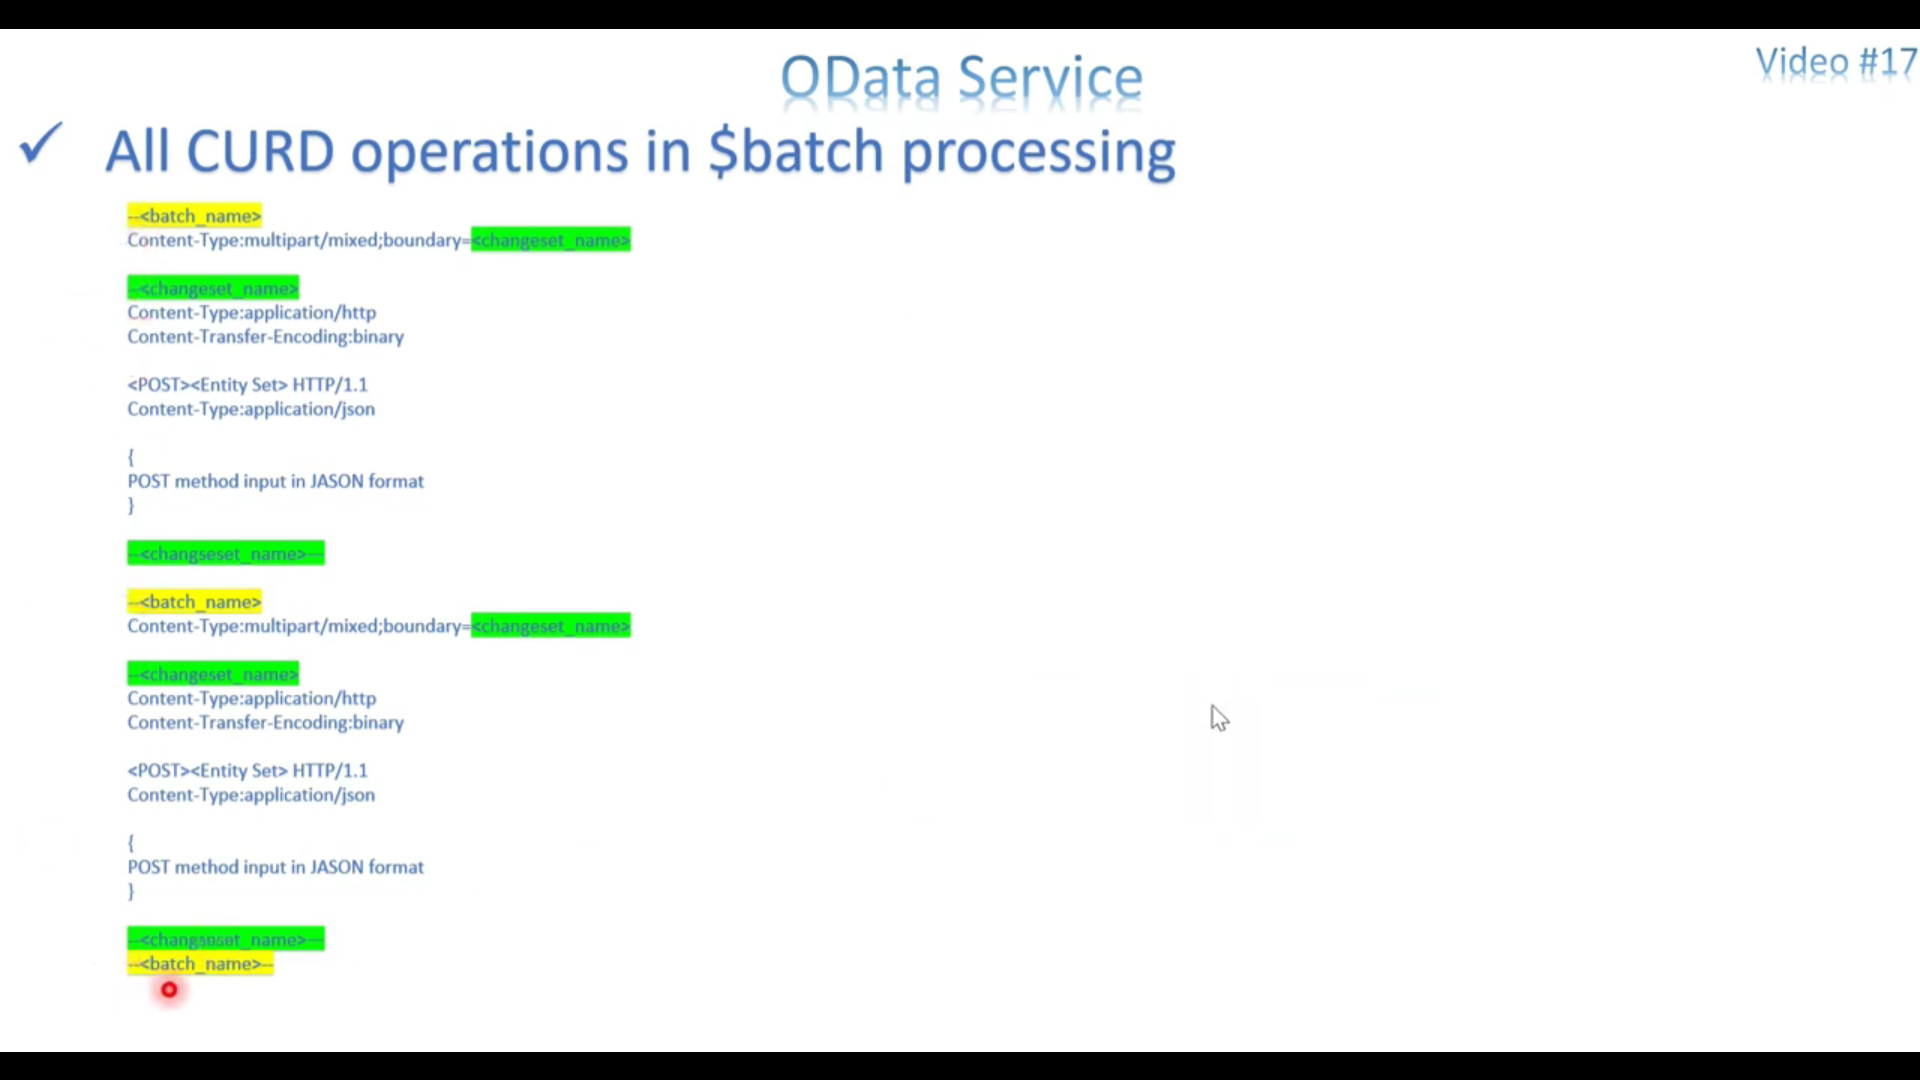 OData Service
Video #17
✓ All CURD operations in $batch processing
--<batch_name>
Content-Type:multipart/mixed;boundary=<changeset_name>
--<changeset_name>
Content-Type:application/http
Content-Transfer-Encoding:binary
<POST><Entity Set> HTTP/1.1
Content-Type:application/json
{
POST method input in JASON format
}
--<changseset_name>--
--<batch_name>
Content-Type:multipart/mixed;boundary=<changeset_name>
--<changeset_name>
Content-Type:application/http
Content-Transfer-Encoding:binary
<POST><Entity Set> HTTP/1.1
Content-Type:application/json
{
POST method input in JASON format
}
--<changseset_name>--
--<batch_name>--